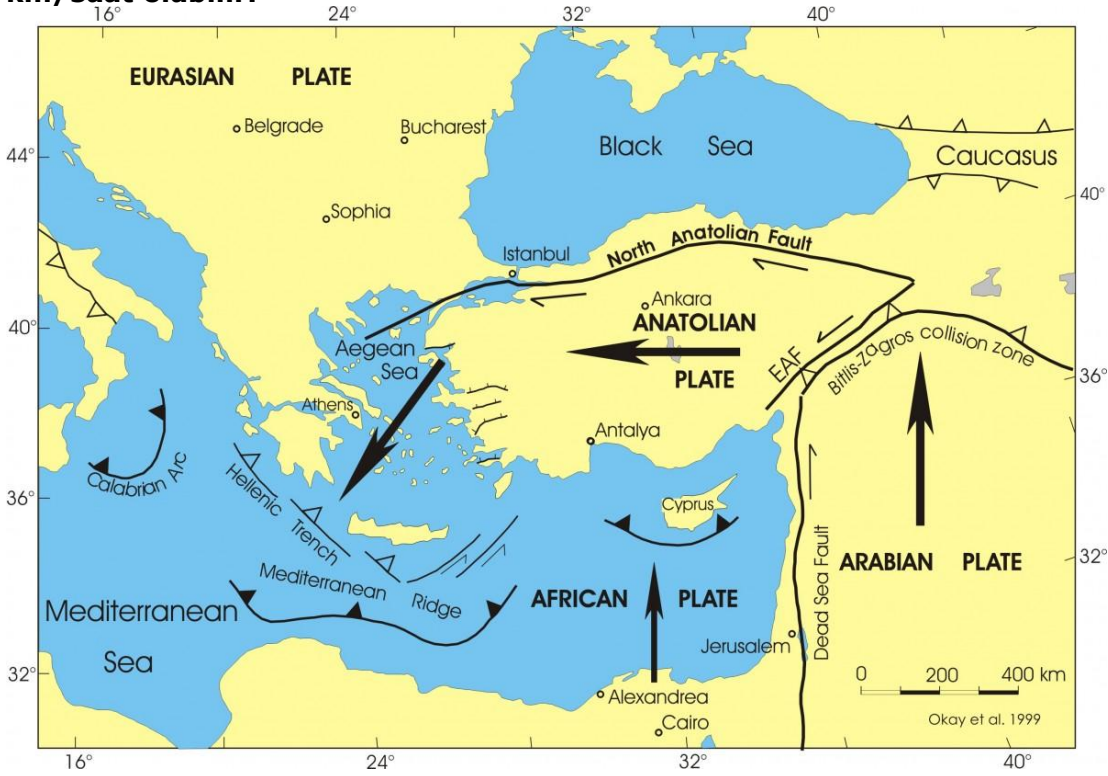 16°
24°
32°
40°
EURASIAN PLATE
Belgrade
Bucharest
Black Sea
Caucasus
44°
40°
Sophia
Istanbul
North Anatolian Fault
Ankara
ANATOLIAN
PLATE
40°
Aegean
Sea
EAF
Bitlis-Zagros collision zone
36°
Athens
Antalya
Calabrian Arc
36°
Hellenic
Trench
Cyprus
Mediterranean Ridge
AFRICAN PLATE
ARABIAN PLATE
32°
Dead Sea Fault
Mediterranean
Sea
Jerusalem
32°
0 200 400 km
Alexandrea
Cairo
Okay et al. 1999
16°
24°
32°
40°